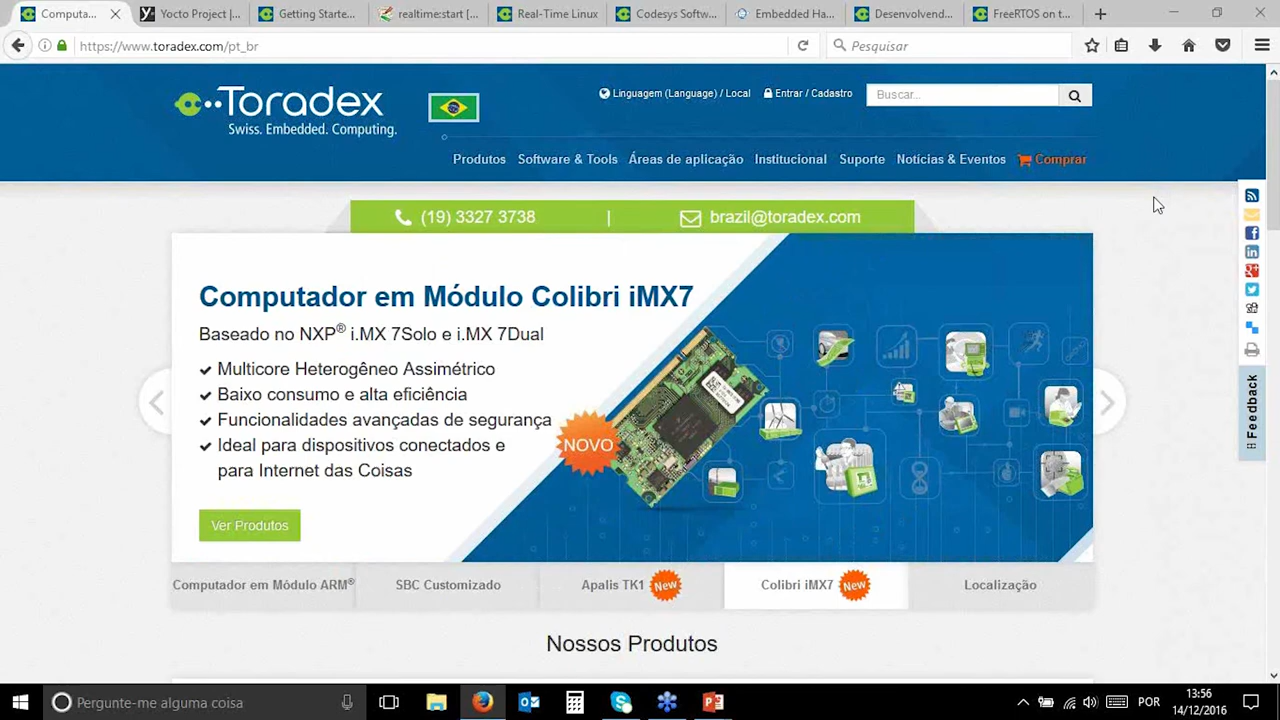 Computa...
Yocto Project |...
Getting Starte...
realtime:start [...
Real-Time Linux
Codesys Softw...
Embedded Ha...
Desenvolvend...
FreeRTOS on t...
https://www.toradex.com/pt_br
Pesquisar
Toradex
Swiss. Embedded. Computing.
Linguagem (Language) / Local
Entrar / Cadastro
Buscar...
Produtos
Software & Tools
Áreas de aplicação
Institucional
Suporte
Notícias & Eventos
Comprar
(19) 3327 3738 | brazil@toradex.com
Computador em Módulo Colibri iMX7
Baseado no NXP® i.MX 7Solo e i.MX 7Dual
Multicore Heterogêneo Assimétrico
Baixo consumo e alta eficiência
Funcionalidades avançadas de segurança
Ideal para dispositivos conectados e
para Internet das Coisas
NOVO
Ver Produtos
Feedback
Computador em Módulo ARM®
SBC Customizado
Apalis TK1 New
Colibri iMX7 New
Localização
Nossos Produtos
Pergunte-me alguma coisa
POR
13:56
14/12/2016